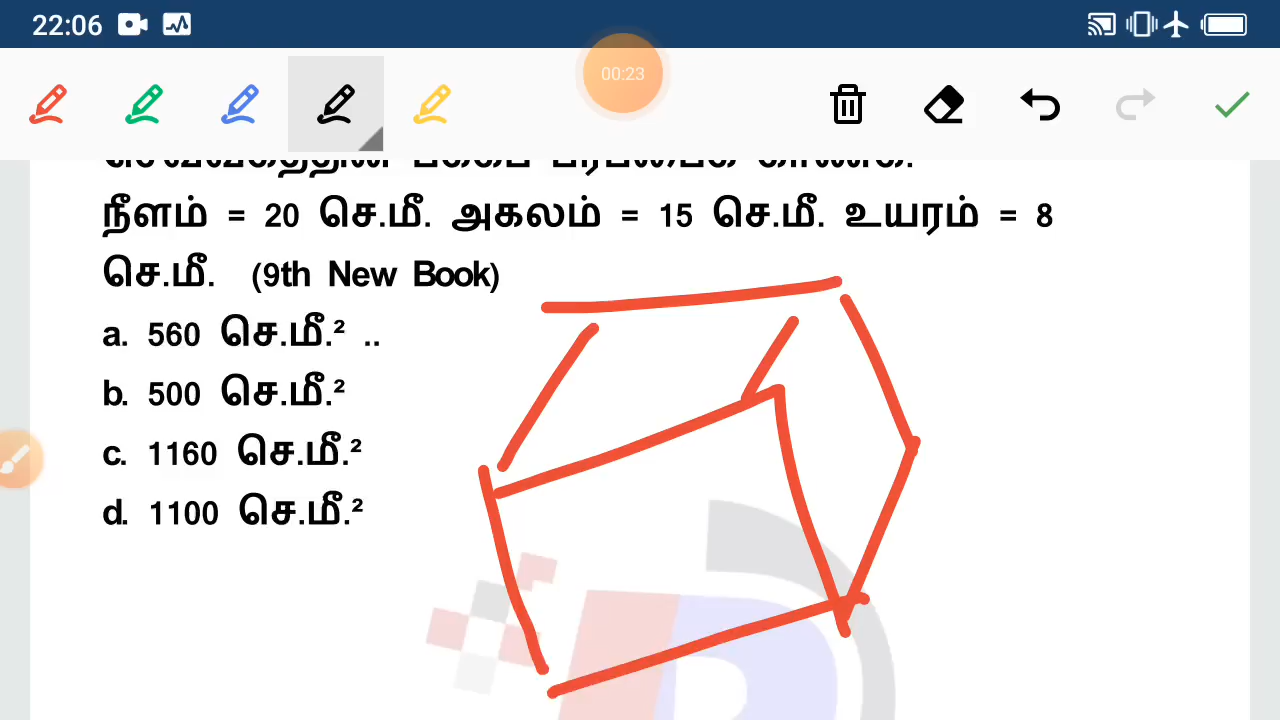 22:06
00:23
நீளம் = 20 செ.மீ. அகலம் = 15 செ.மீ. உயரம் = 8
செ.மீ. (9th New Book)
a. 560 செ.மீ.² ..
b. 500 செ.மீ.²
c. 1160 செ.மீ.²
d. 1100 செ.மீ.²